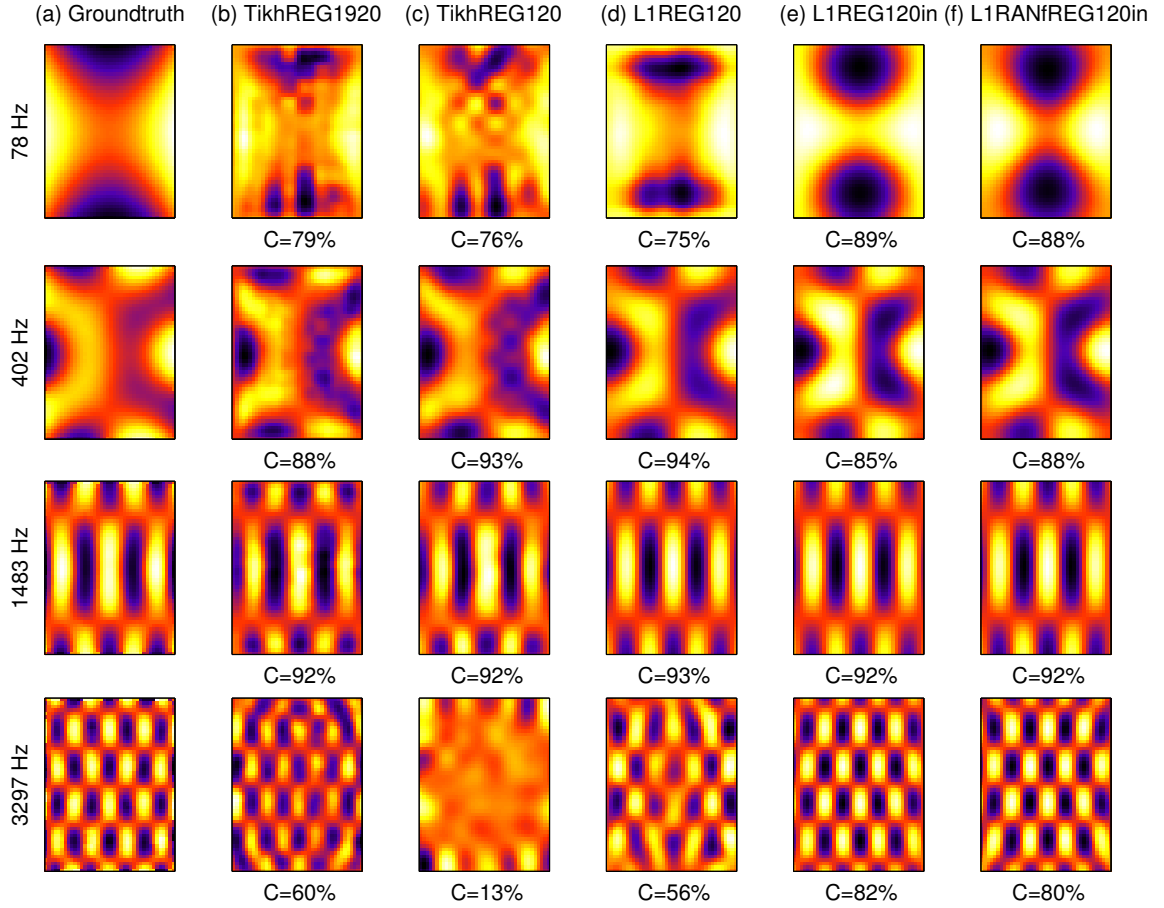 (a) Groundtruth (b) TikhREG1920 (c) TikhREG120 (d) L1REG120 (e) L1REG120in (f) L1RANfREG120in
78 Hz
C=79% C=76% C=75% C=89% C=88%
402 Hz
C=88% C=93% C=94% C=85% C=88%
1483 Hz
C=92% C=92% C=93% C=92% C=92%
3297 Hz
C=60% C=13% C=56% C=82% C=80%